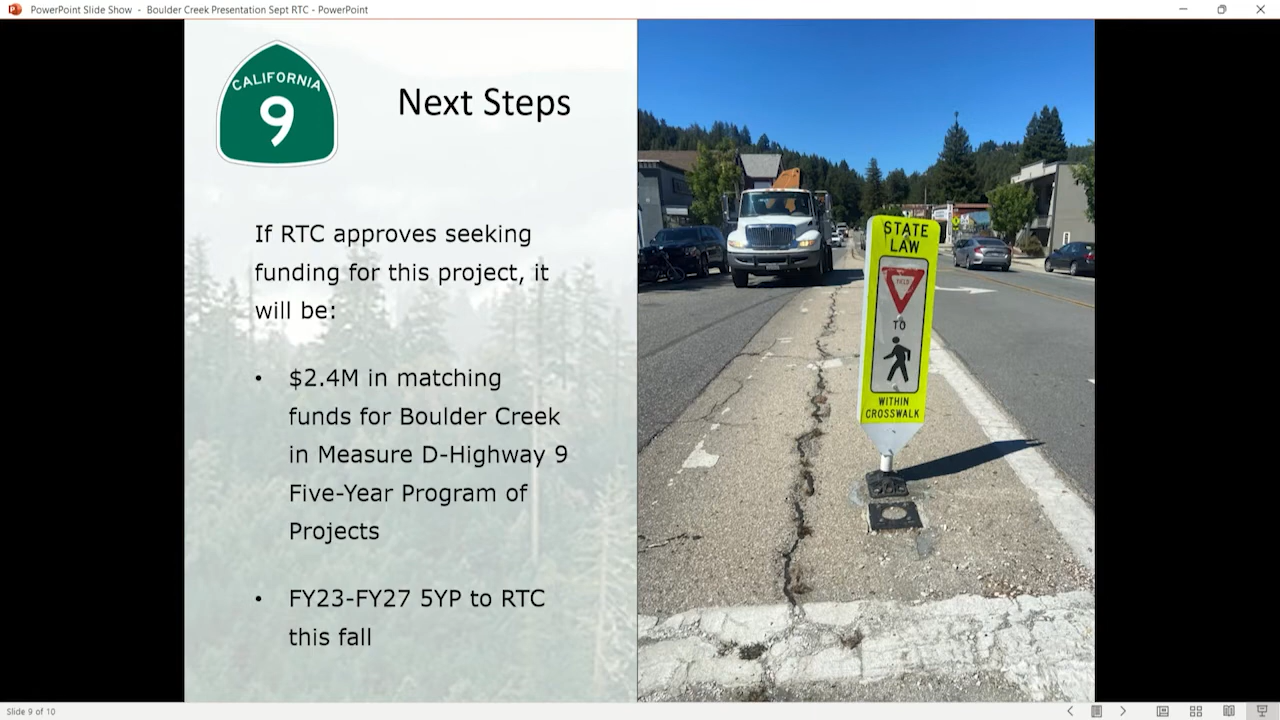 PowerPoint Slide Show - Boulder Creek Presentation Sept RTC - PowerPoint
CALIFORNIA
9
Next Steps
If RTC approves seeking
funding for this project, it
will be:
• $2.4M in matching
funds for Boulder Creek
in Measure D-Highway 9
Five-Year Program of
Projects
• FY23-FY27 5YP to RTC
this fall
STATE
LAW
YIELD
TO
WITHIN
CROSSWALK
Slide 9 of 10